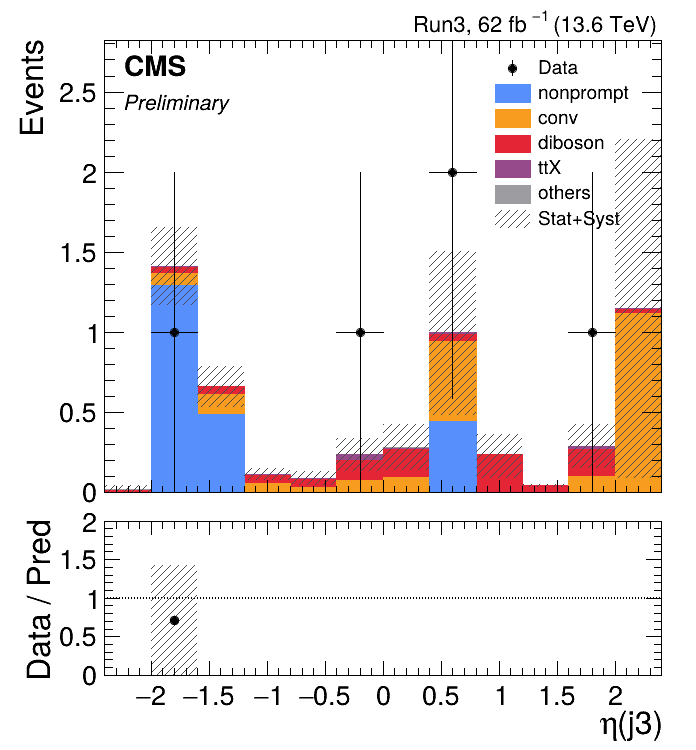 Run3, 62 fb⁻¹ (13.6 TeV)
CMS
Preliminary
Events
Data
nonprompt
conv
diboson
ttX
others
Stat+Syst
2.5
2
1.5
1
0.5
0
Data / Pred
2
1.5
1
0.5
0
−2 −1.5 −1 −0.5 0 0.5 1 1.5 2
η(j3)